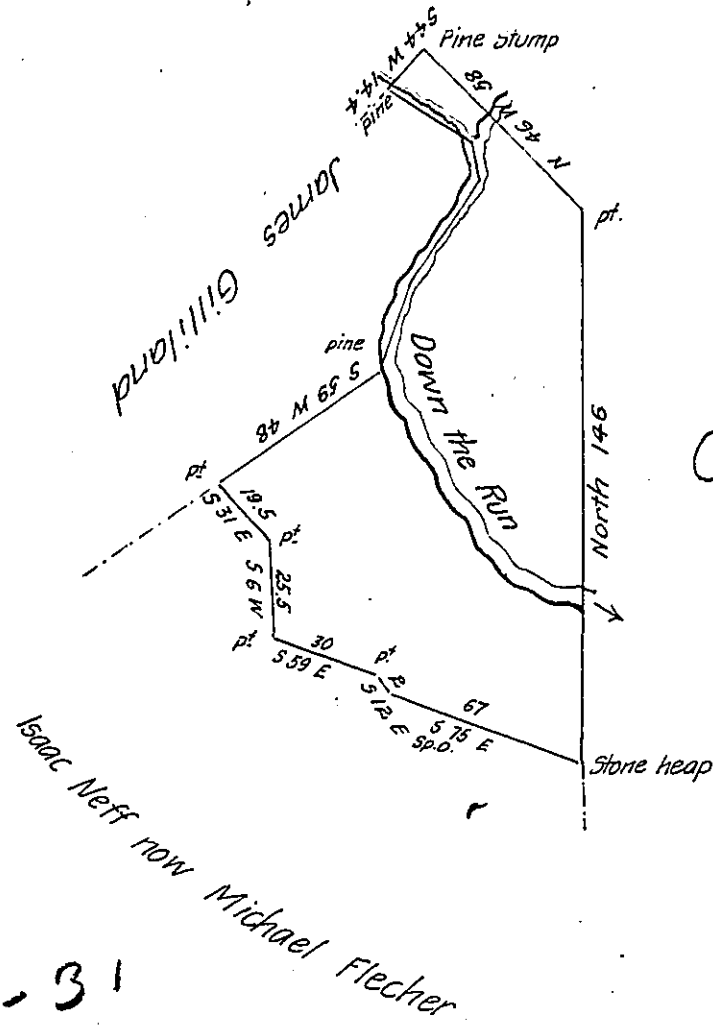 S 44 W 14.4
Pine Stump
pine
N 46 W 58
pt.
James Gilliland
pine
Down the Run
S 59 W 48
North 146
pt.
19.5
S 31 E
pt.
25.5
S 6 W
pt.
30
S 59 E
pt.
2
S 12 E
Sp.o.
67
S 75 E
Stone heap
Isaac Neff now Michael Flecher
31